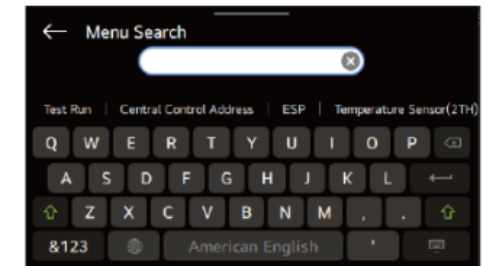 Menu Search
Test Run | Central Control Address | ESP | Temperature Sensor(2TH)
Q W E R T Y U I O P
A S D F G H J K L
Z X C V B N M , .
&123 American English '